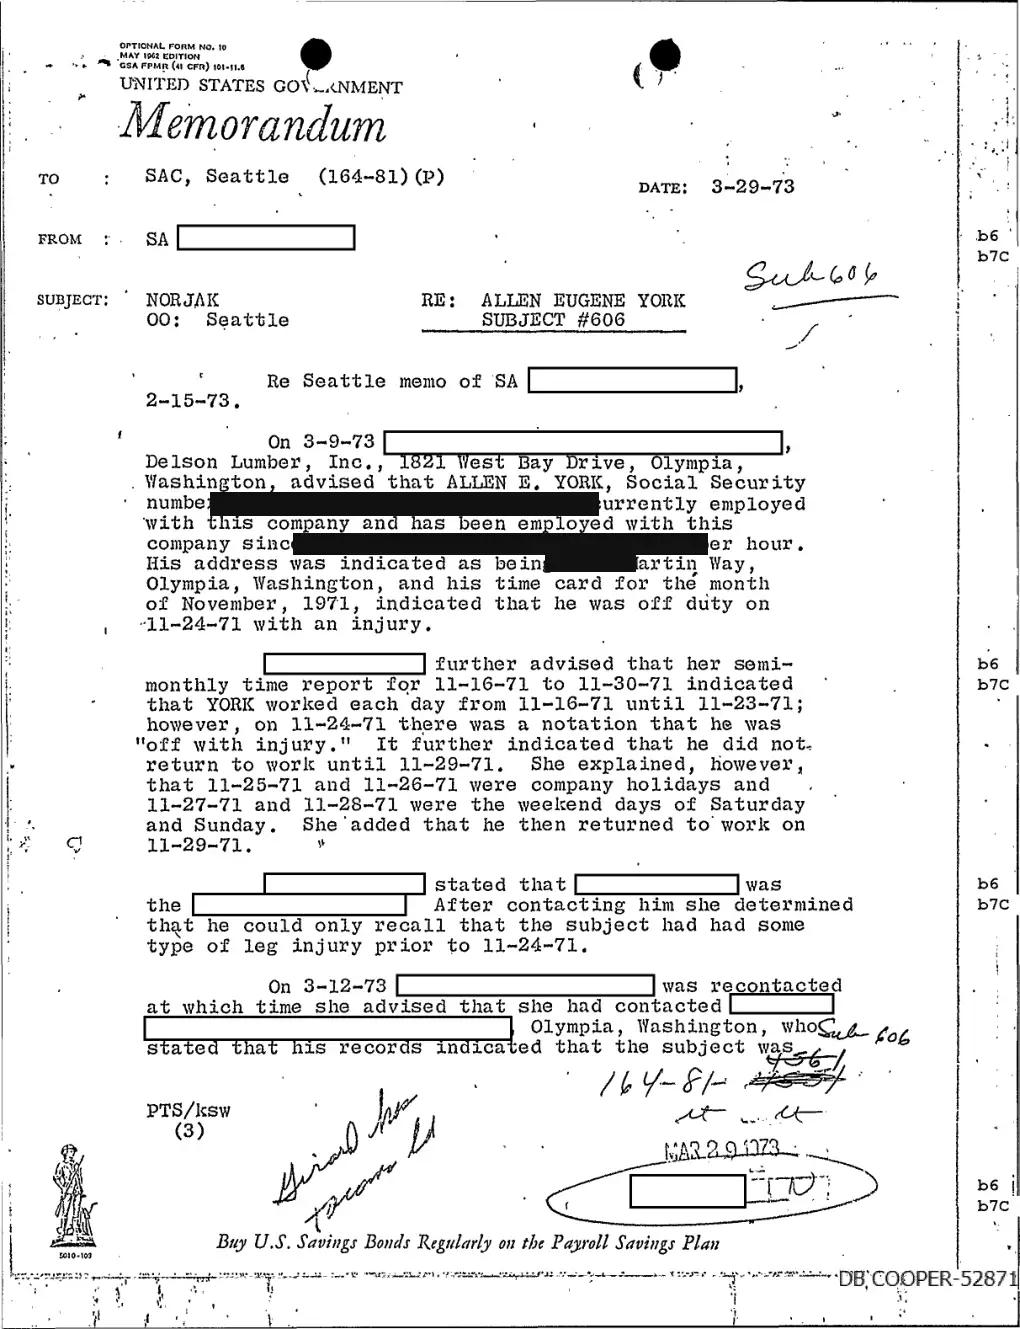 OPTIONAL FORM NO. 10
MAY 1962 EDITION
GSA FPMR (41 CFR) 101-11.6
UNITED STATES GOVERNMENT
Memorandum
TO : SAC, Seattle (164-81)(P)
DATE: 3-29-73
FROM : SA
b6
b7C
Sub 606
SUBJECT: NORJAK RE: ALLEN EUGENE YORK
OO: Seattle SUBJECT #606
Re Seattle memo of SA ,
2-15-73.
On 3-9-73 ,
Delson Lumber, Inc., 1821 West Bay Drive, Olympia,
Washington, advised that ALLEN E. YORK, Social Security
number urrently employed
with this company and has been employed with this
company sinc er hour.
His address was indicated as being artin Way,
Olympia, Washington, and his time card for the month
of November, 1971, indicated that he was off duty on
11-24-71 with an injury.
further advised that her semi-
b6
monthly time report for 11-16-71 to 11-30-71 indicated
b7C
that YORK worked each day from 11-16-71 until 11-23-71;
however, on 11-24-71 there was a notation that he was
"off with injury." It further indicated that he did not
return to work until 11-29-71. She explained, however,
that 11-25-71 and 11-26-71 were company holidays and
11-27-71 and 11-28-71 were the weekend days of Saturday
and Sunday. She added that he then returned to work on
11-29-71.
stated that was
b6
the After contacting him she determined
b7C
that he could only recall that the subject had had some
type of leg injury prior to 11-24-71.
On 3-12-73 was recontacted
at which time she advised that she had contacted
, Olympia, Washington, who
Sub 606
stated that his records indicated that the subject was
164-81-
PTS/ksw
(3)
MAR 29 1973
b6
b7C
5010-103
Buy U.S. Savings Bonds Regularly on the Payroll Savings Plan
DB COOPER-52871